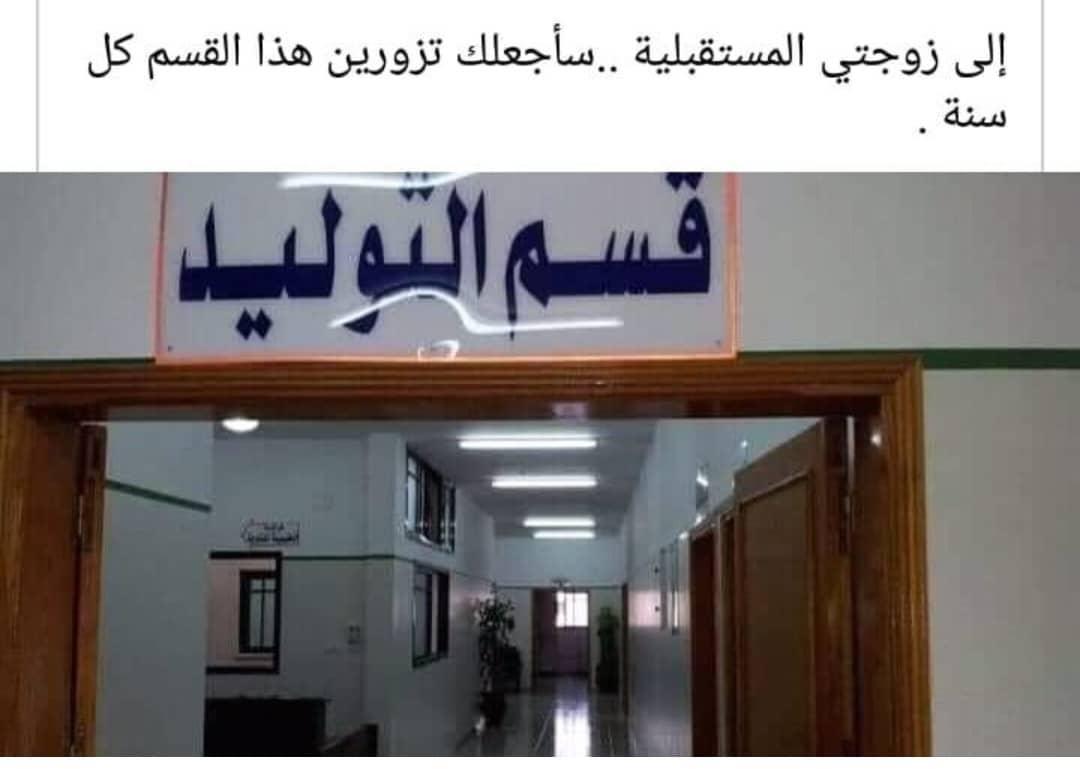 إلى زوجتي المستقبلية ..سأجعلك تزورين هذا القسم كل
سنة .
قسم التوليد